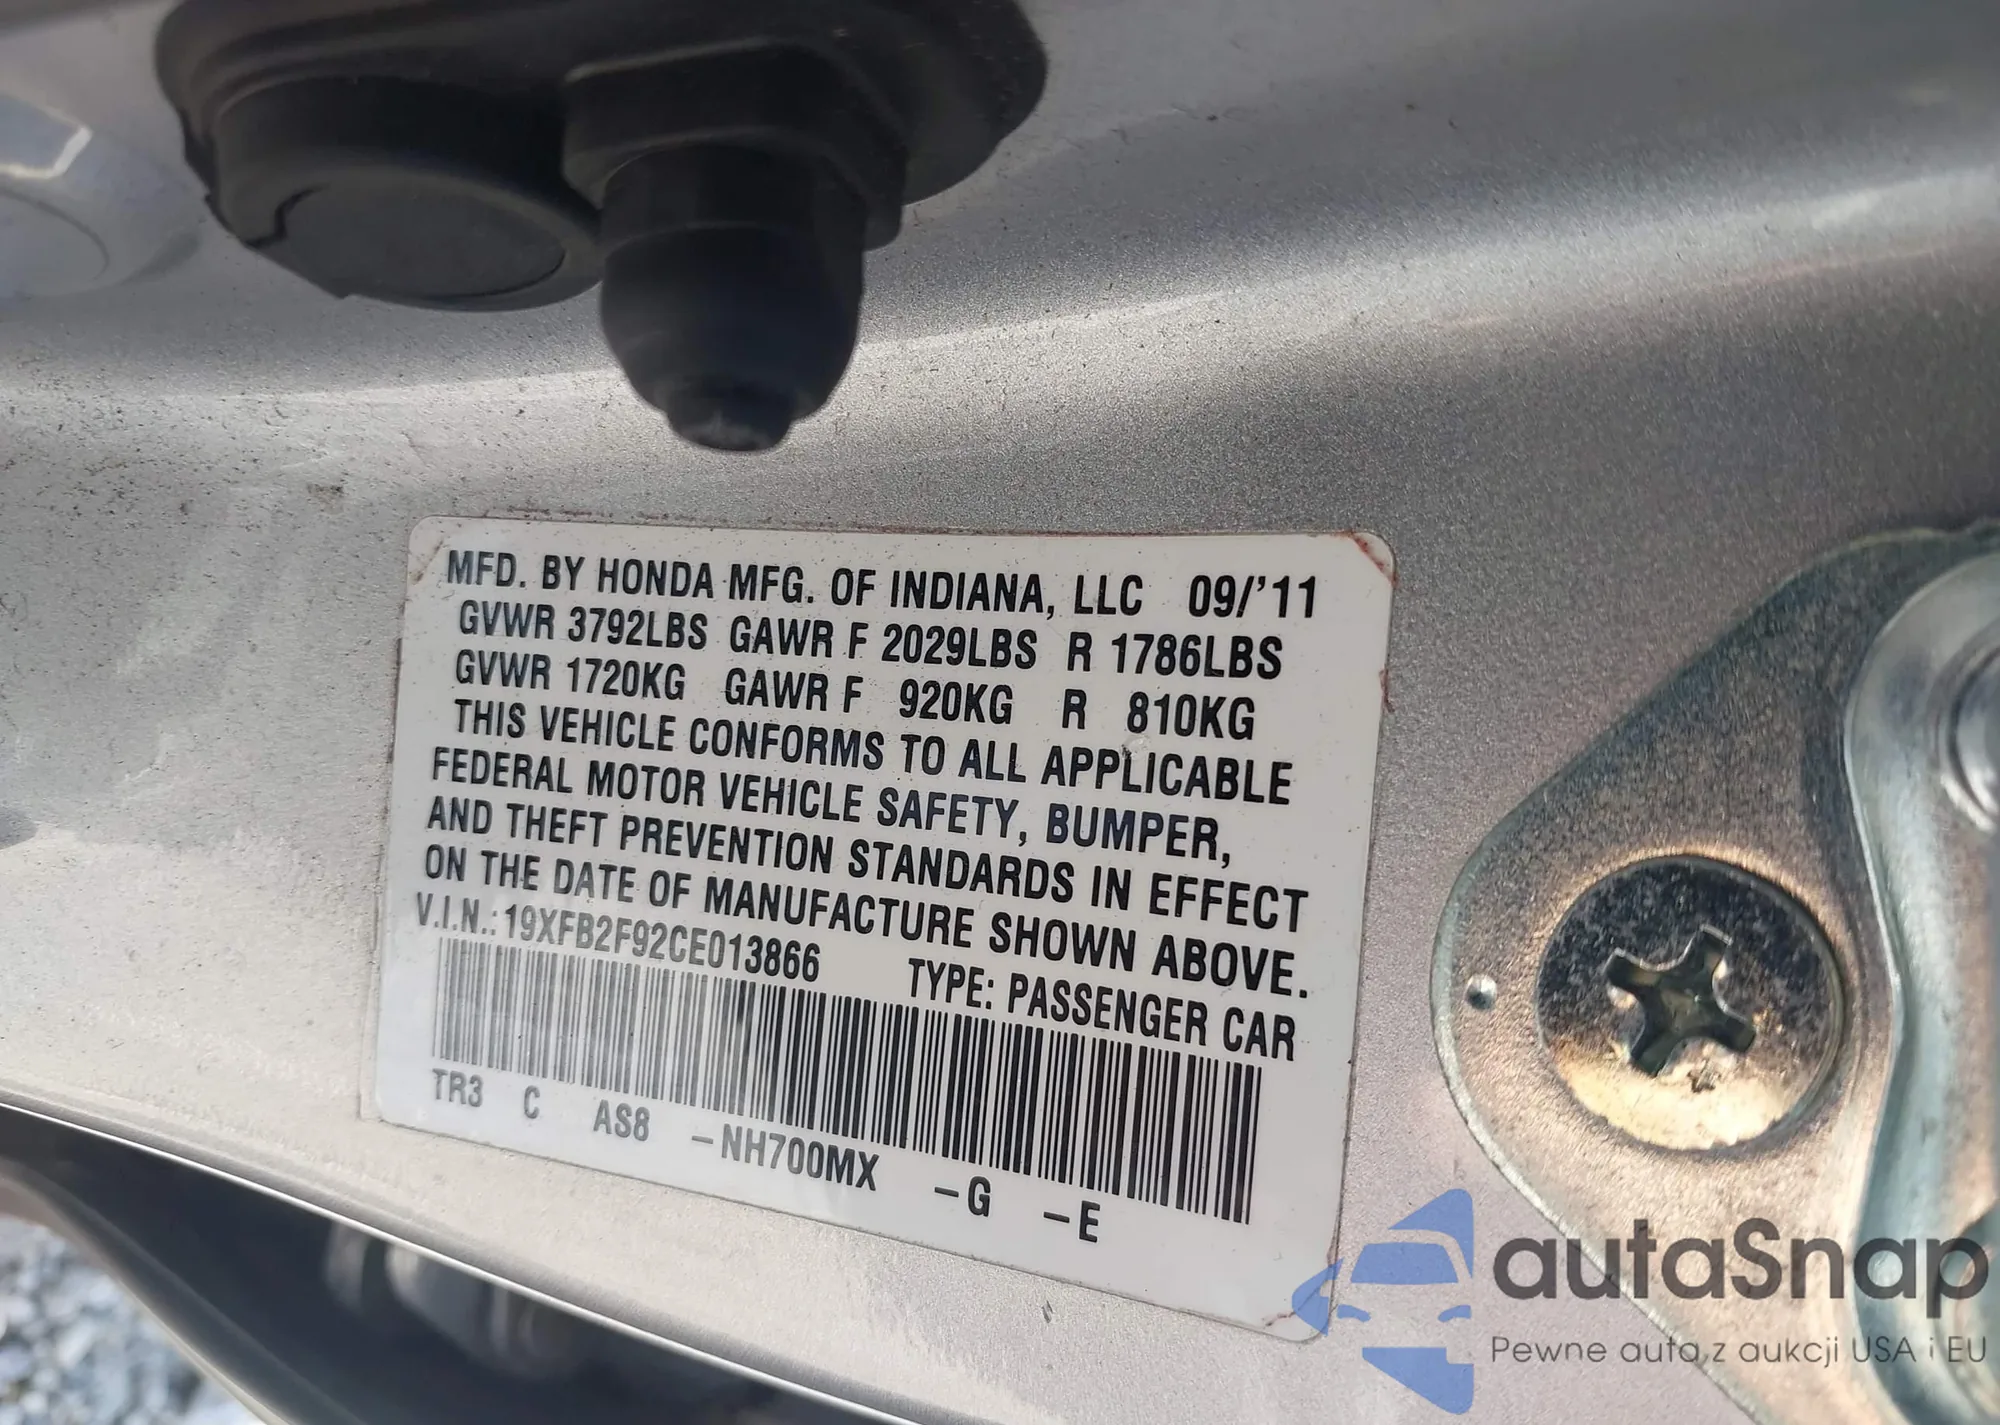 MFD. BY HONDA MFG. OF INDIANA, LLC 09/'11
GVWR 3792LBS GAWR F 2029LBS R 1786LBS
GVWR 1720KG GAWR F 920KG R 810KG
THIS VEHICLE CONFORMS TO ALL APPLICABLE
FEDERAL MOTOR VEHICLE SAFETY, BUMPER,
AND THEFT PREVENTION STANDARDS IN EFFECT
ON THE DATE OF MANUFACTURE SHOWN ABOVE.
V.I.N.: 19XFB2F92CE013866 TYPE: PASSENGER CAR
TR3 C AS8 -NH700MX -G -E
autaSnap
Pewne auta z aukcji USA i EU